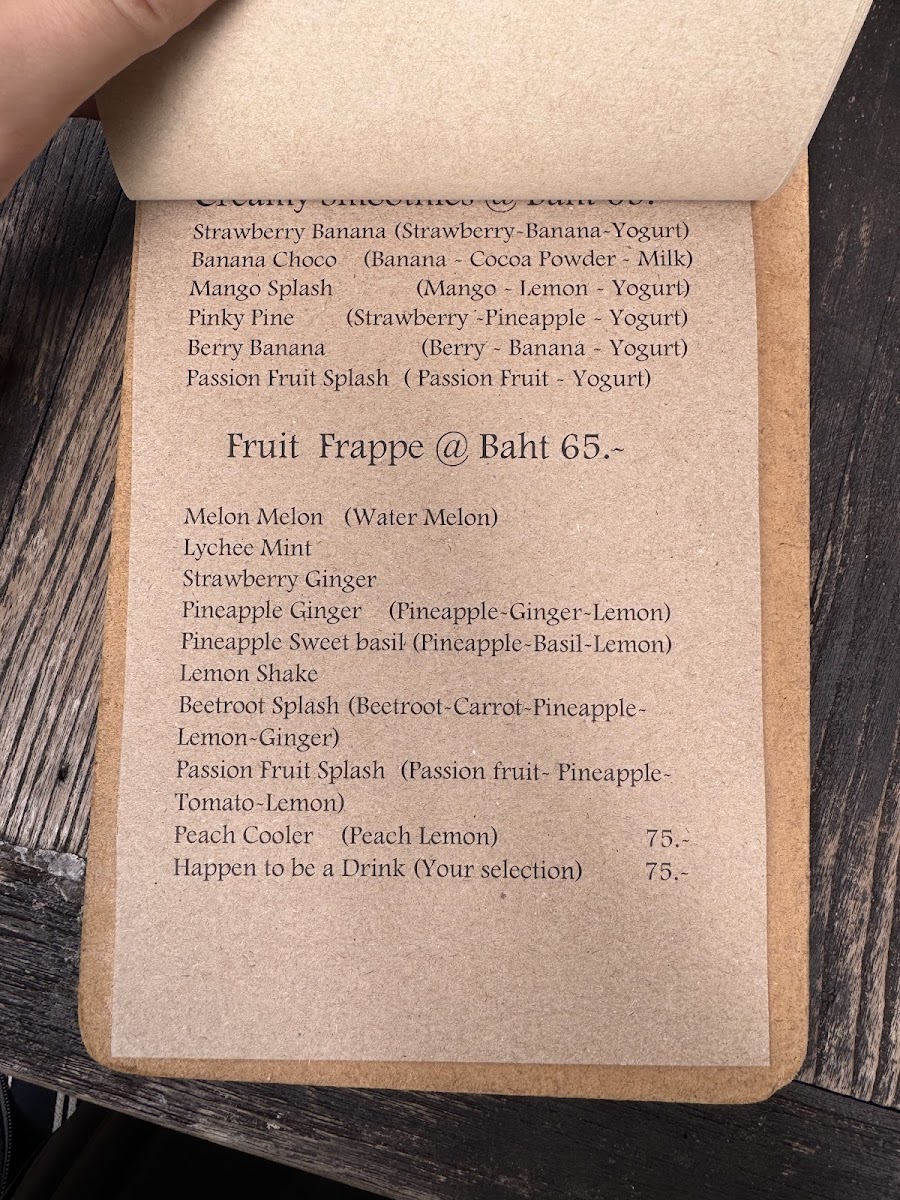 Creamy Smoothies @ Baht 65.-
Strawberry Banana (Strawberry-Banana-Yogurt)
Banana Choco (Banana - Cocoa Powder - Milk)
Mango Splash (Mango - Lemon - Yogurt)
Pinky Pine (Strawberry -Pineapple - Yogurt)
Berry Banana (Berry - Banana - Yogurt)
Passion Fruit Splash ( Passion Fruit - Yogurt)
Fruit Frappe @ Baht 65.-
Melon Melon (Water Melon)
Lychee Mint
Strawberry Ginger
Pineapple Ginger (Pineapple-Ginger-Lemon)
Pineapple Sweet basil (Pineapple-Basil-Lemon)
Lemon Shake
Beetroot Splash (Beetroot-Carrot-Pineapple-
Lemon-Ginger)
Passion Fruit Splash (Passion fruit- Pineapple-
Tomato-Lemon)
Peach Cooler (Peach Lemon) 75.-
Happen to be a Drink (Your selection) 75.-